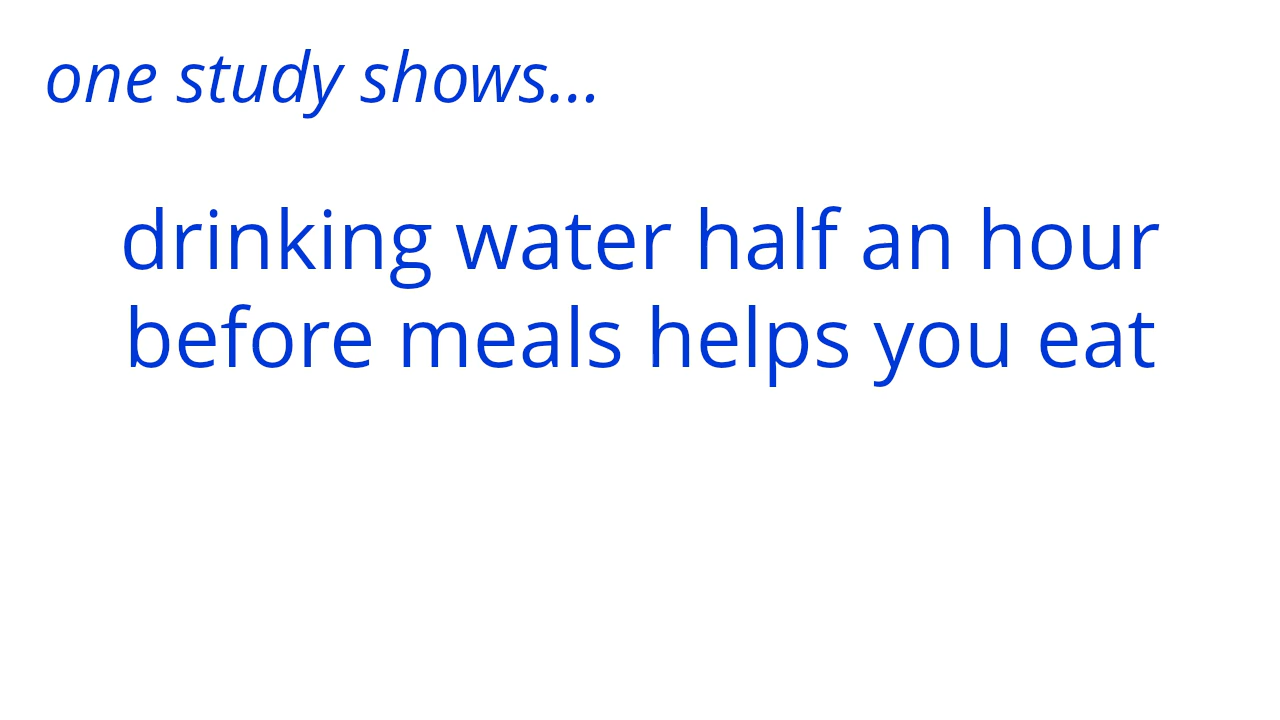 one study shows...
drinking water half an hour
before meals helps you eat